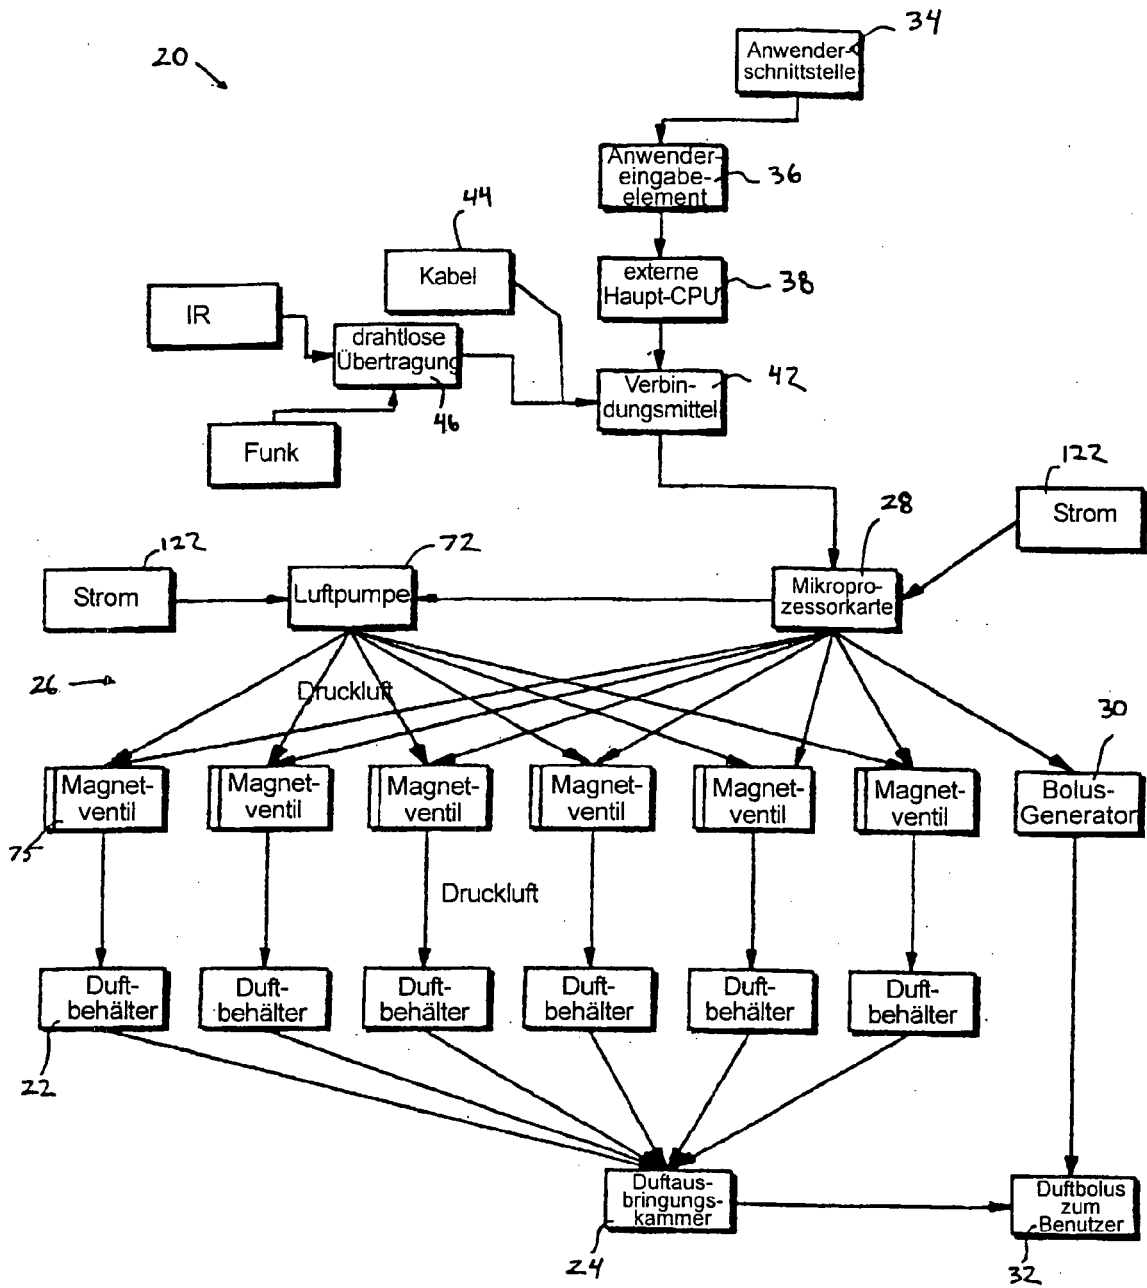 34
20
Anwender-
schnittstelle
Anwender-
eingabe-
element
36
44
Kabel
externe
Haupt-CPU
38
IR
drahtlose
Übertragung
46
Verbin-
dungsmittel
42
Funk
122
Strom
28
122
Strom
72
Luftpumpe
Mikropro-
zessorkarte
26
Druckluft
30
Magnet-
ventil
Magnet-
ventil
Magnet-
ventil
Magnet-
ventil
Magnet-
ventil
Magnet-
ventil
Bolus-
Generator
75
Druckluft
Duft-
behälter
Duft-
behälter
Duft-
behälter
Duft-
behälter
Duft-
behälter
Duft-
behälter
22
Duftaus-
bringungs-
kammer
24
Duftbolus
zum
Benutzer
32